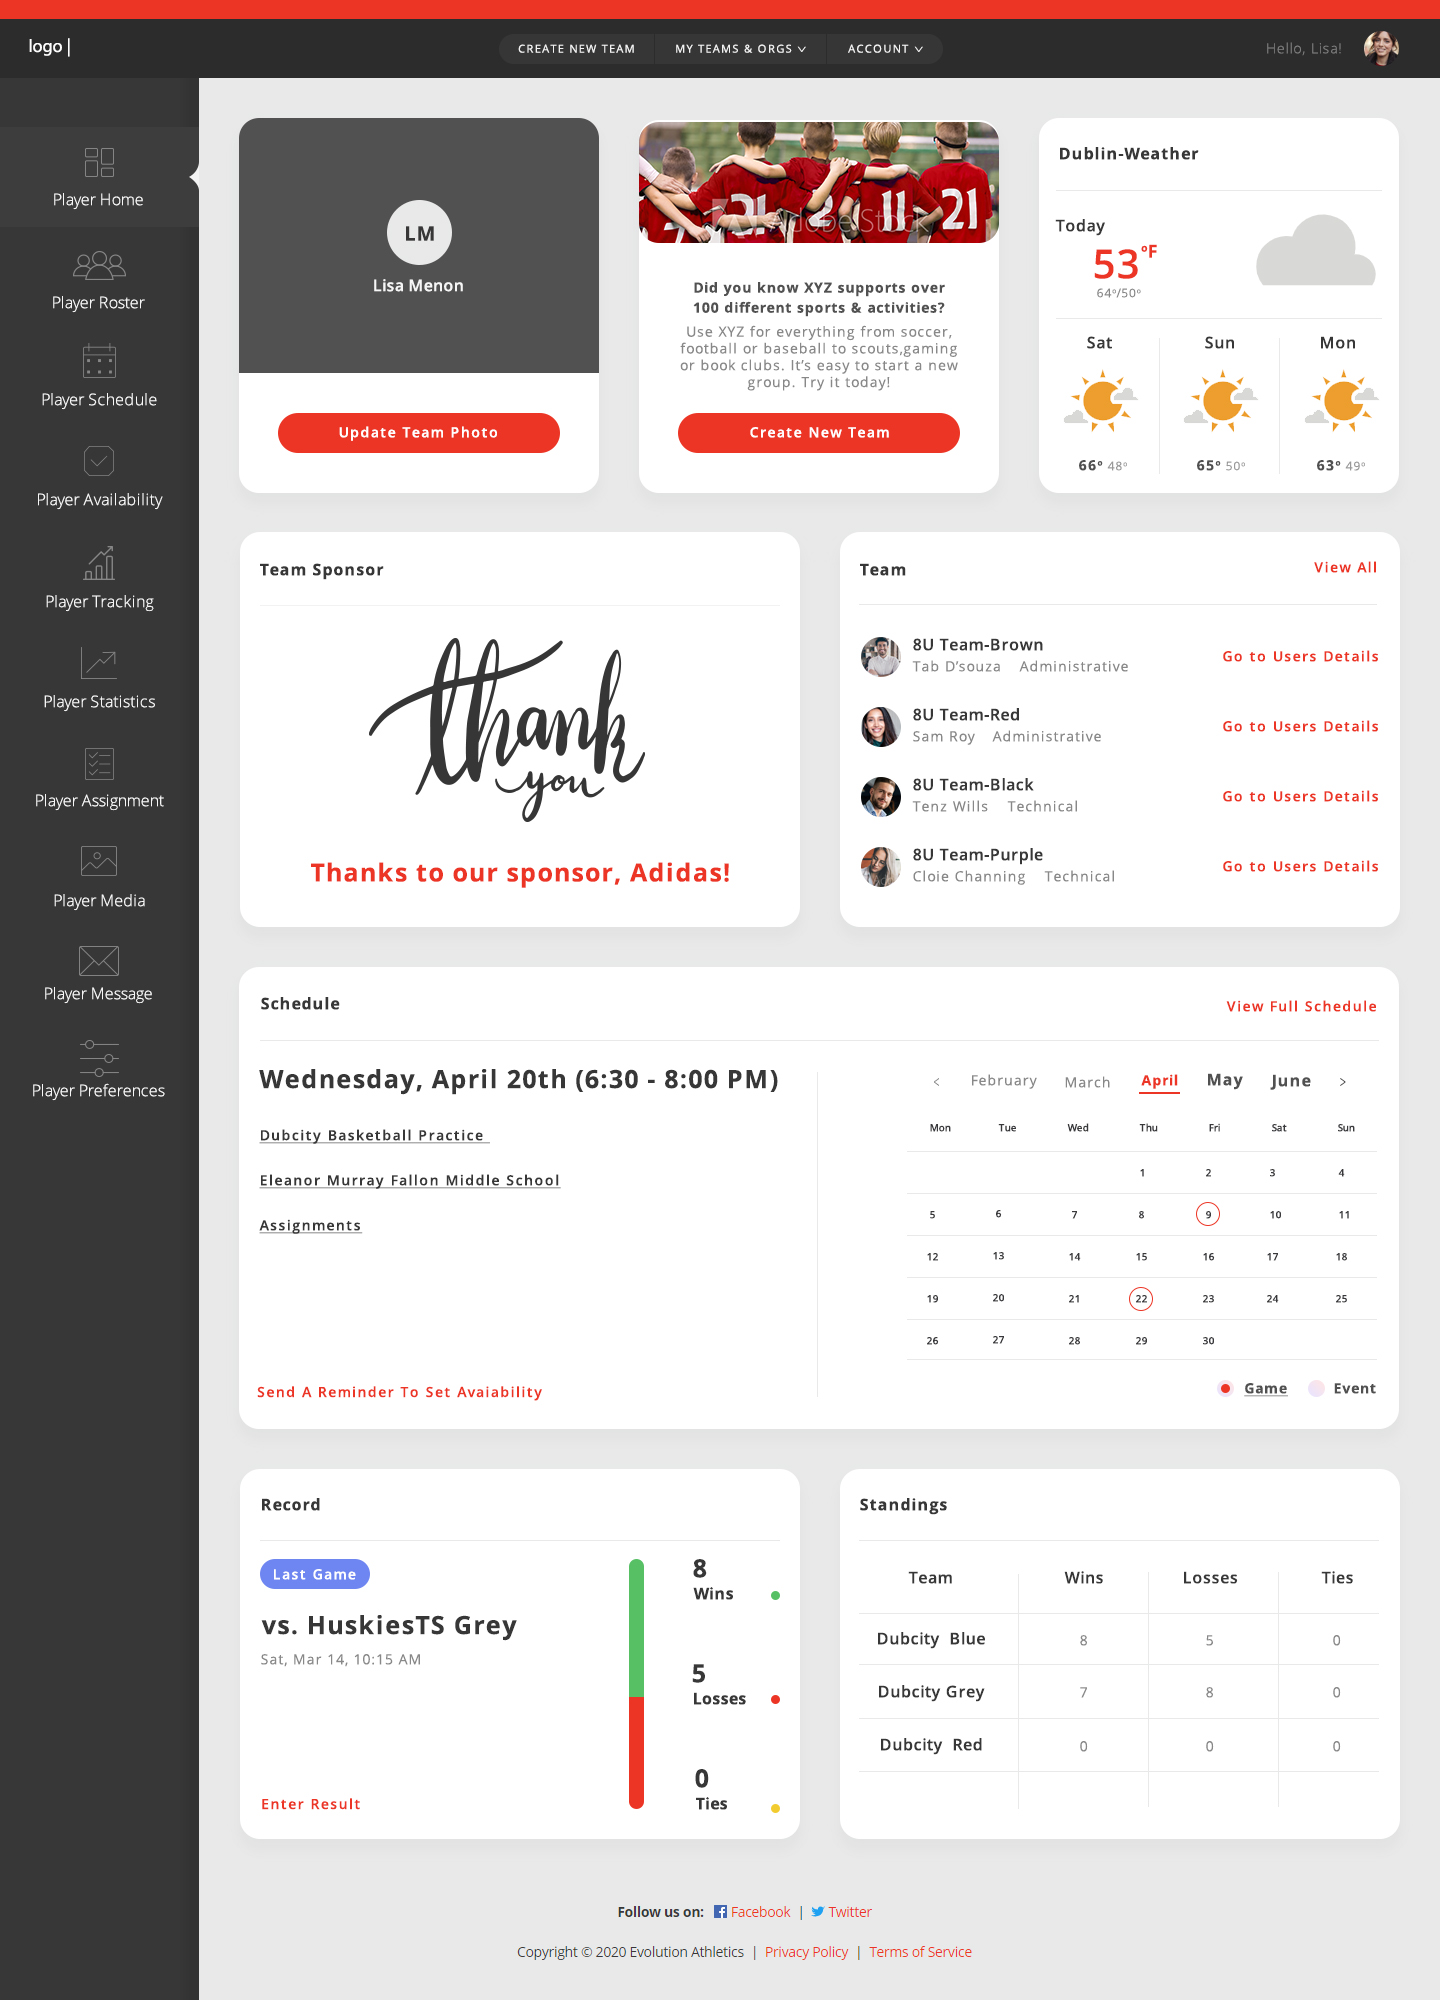 logo |
CREATE NEW TEAM
MY TEAMS & ORGS
ACCOUNT
Hello, Lisa!
Player Home
Player Roster
Player Schedule
Player Availability
Player Tracking
Player Statistics
Player Assignment
Player Media
Player Message
Player Preferences
LM
Lisa Menon
Update Team Photo
21 2 11 21
Adobe Stock
Did you know XYZ supports over
100 different sports & activities?
Use XYZ for everything from soccer,
football or baseball to scouts,gaming
or book clubs. It's easy to start a new
group. Try it today!
Create New Team
Dublin-Weather
Today
53°F
64°/50°
Sat Sun Mon
66° 48° 65° 50° 63° 49°
Team Sponsor
thank
you
Thanks to our sponsor, Adidas!
Team
View All
8U Team-Brown
Tab D'souza Administrative
Go to Users Details
8U Team-Red
Sam Roy Administrative
Go to Users Details
8U Team-Black
Tenz Wills Technical
Go to Users Details
8U Team-Purple
Cloie Channing Technical
Go to Users Details
Schedule
View Full Schedule
Wednesday, April 20th (6:30 - 8:00 PM)
Dubcity Basketball Practice
Eleanor Murray Fallon Middle School
Assignments
Send A Reminder To Set Avaiability
< February March April May June >
Mon Tue Wed Thu Fri Sat Sun
1 2 3 4
5 6 7 8 9 10 11
12 13 14 15 16 17 18
19 20 21 22 23 24 25
26 27 28 29 30
Game Event
Record
Last Game
vs. HuskiesTS Grey
Sat, Mar 14, 10:15 AM
Enter Result
8
Wins
5
Losses
0
Ties
Standings
Team Wins Losses Ties
Dubcity Blue 8 5 0
Dubcity Grey 7 8 0
Dubcity Red 0 0 0
Follow us on: Facebook | Twitter
Copyright © 2020 Evolution Athletics | Privacy Policy | Terms of Service